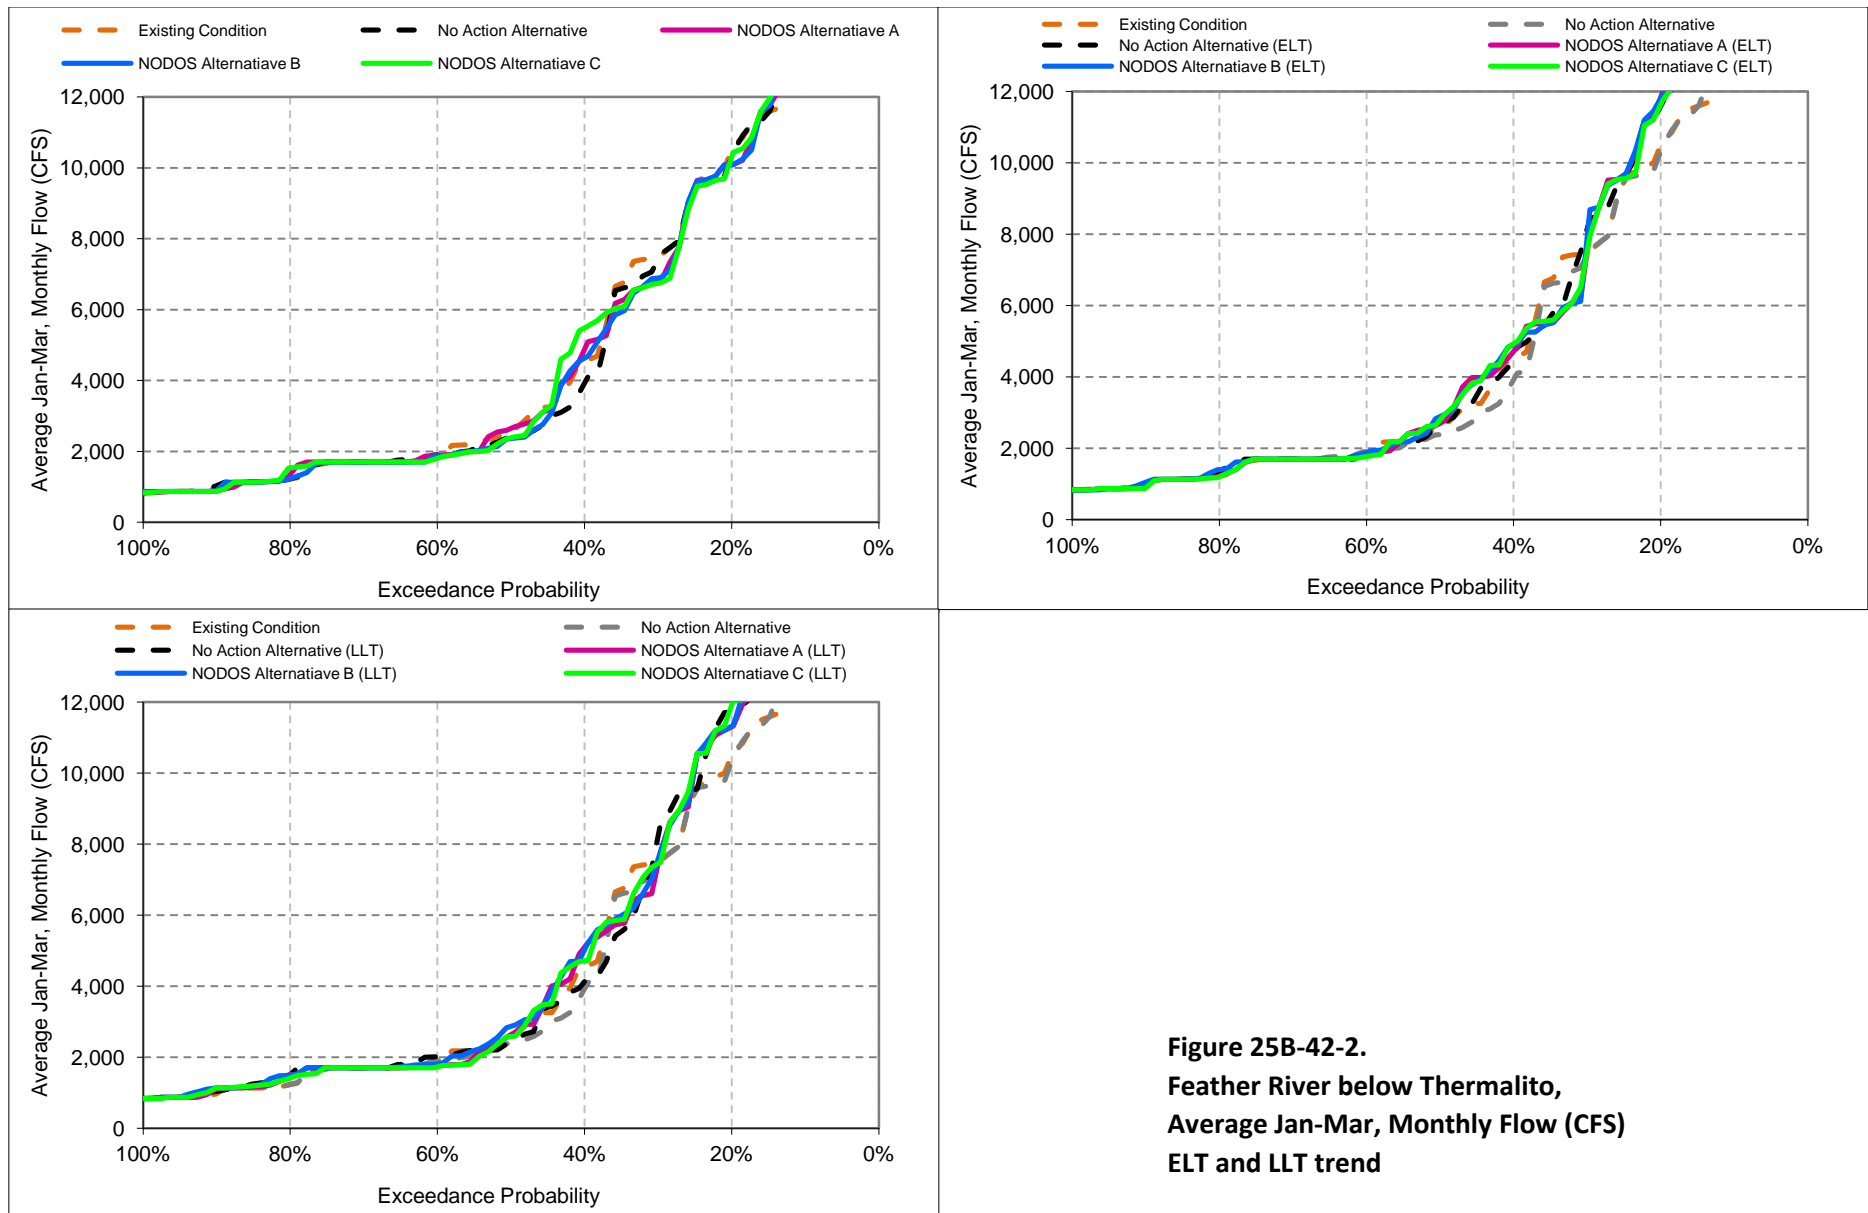 Existing Condition
No Action Alternative
NODOS Alternatiave A
NODOS Alternatiave B
NODOS Alternatiave C
Average Jan-Mar, Monthly Flow (CFS)
12,000
10,000
8,000
6,000
4,000
2,000
0
100% 80% 60% 40% 20% 0%
Exceedance Probability
Existing Condition
No Action Alternative
No Action Alternative (ELT)
NODOS Alternatiave A (ELT)
NODOS Alternatiave B (ELT)
NODOS Alternatiave C (ELT)
Average Jan-Mar, Monthly Flow (CFS)
12,000
10,000
8,000
6,000
4,000
2,000
0
100% 80% 60% 40% 20% 0%
Exceedance Probability
Existing Condition
No Action Alternative
No Action Alternative (LLT)
NODOS Alternatiave A (LLT)
NODOS Alternatiave B (LLT)
NODOS Alternatiave C (LLT)
Average Jan-Mar, Monthly Flow (CFS)
12,000
10,000
8,000
6,000
4,000
2,000
0
100% 80% 60% 40% 20% 0%
Exceedance Probability
Figure 25B-42-2.
Feather River below Thermalito,
Average Jan-Mar, Monthly Flow (CFS)
ELT and LLT trend